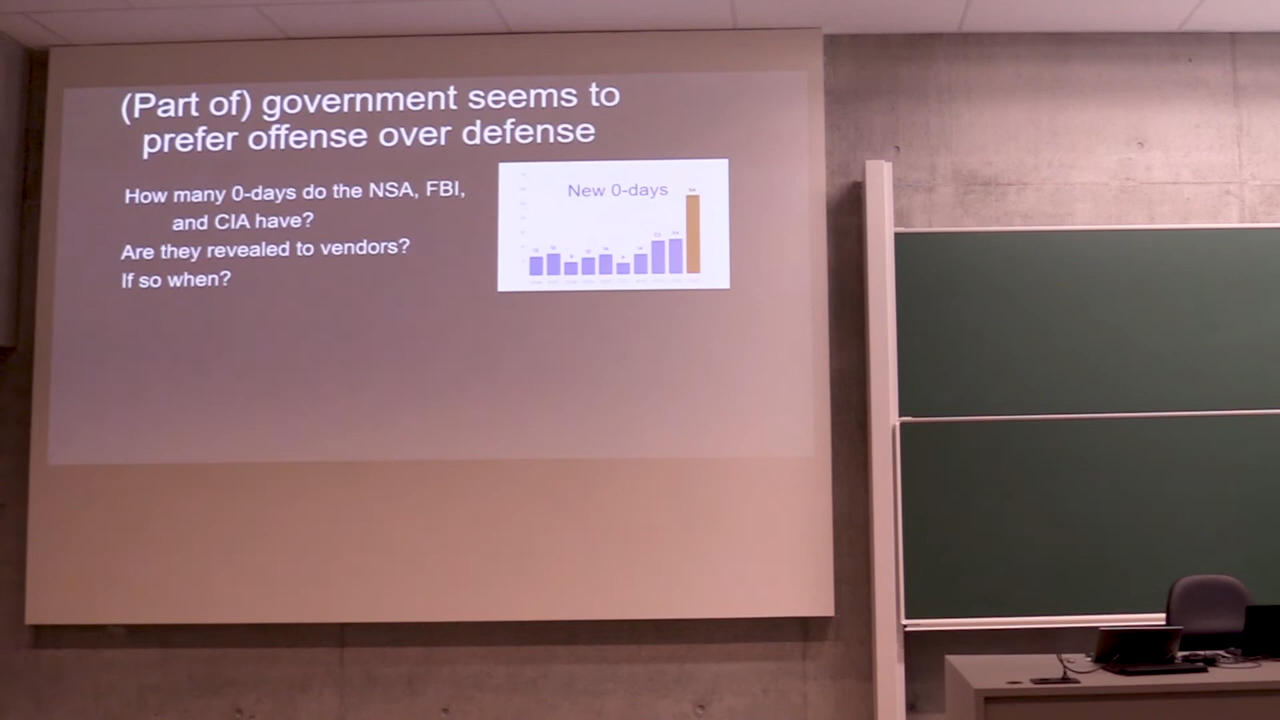 (Part of) government seems to
prefer offense over defense
How many 0-days do the NSA, FBI,
and CIA have?
Are they revealed to vendors?
If so when?
New 0-days